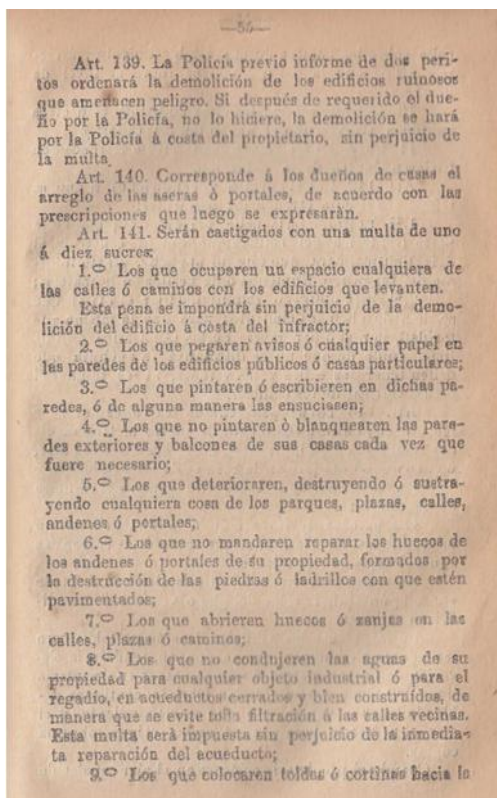 —54—
Art. 139. La Policía previo informe de dos peri-
tos ordenará la demolición de los edificios ruinosos
que amenacen peligro. Si después de requerido el due-
ño por la Policía, no lo hiciere, la demolición se hará
por la Policía á costa del propietario, sin perjuicio de
la multa.
Art. 140. Corresponde á los dueños de casas el
arreglo de las aseras ò portales, de acuerdo con las
prescripciones que luego se expresaràn.
Art. 141. Serán castigados con una multa de uno
á diez sucres:
1.º Los que ocuparen un espacio cualquiera de
las calles ó caminos con los edificios que levanten.
Esta pena se impondrá sin perjuicio de la demo-
lición del edificio á costa del infractor;
2.º Los que pegaren avisos ó cualquier papel en
las paredes de los edificios públicos ó casas particulares;
3.º Los que pintaren ó escribieren en dichas pa-
redes, ó de alguna manera las ensuciasen;
4.º Los que no pintaren ò blanquearen las pare-
des exteriores y balcones de sus casas cada vez que
fuere necesario;
5.º Los que deterioraren, destruyendo ó sustra-
yendo cualquiera cosa de los parques, plazas, calles,
andenes ó portales;
6.º Los que no mandaren reparar los huecos de
los andenes ó portales de su propiedad, formados por
la destrucción de las piedras ó ladrillos con que estén
pavimentados;
7.º Los que abrieren huecos ó zanjas en las
calles, plazas ó caminos;
8.º Los que no condujeren las aguas de su
propiedad para cualquier objeto industrial ó para el
regadío, en acueductos cerrados y bien construídos, de
manera que se evite toda filtración á las calles vecinas.
Esta multa serà impuesta sin perjuicio de la inmedia-
ta reparación del acueducto;
9.º Los que colocaren toldas ó cortinas hacia la